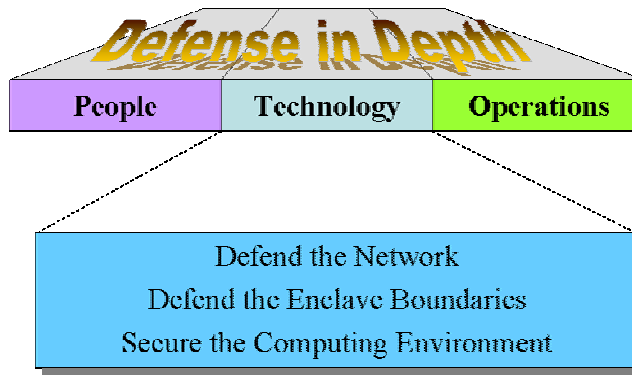 Defense in Depth
People Technology Operations
Defend the Network
Defend the Enclave Boundaries
Secure the Computing Environment